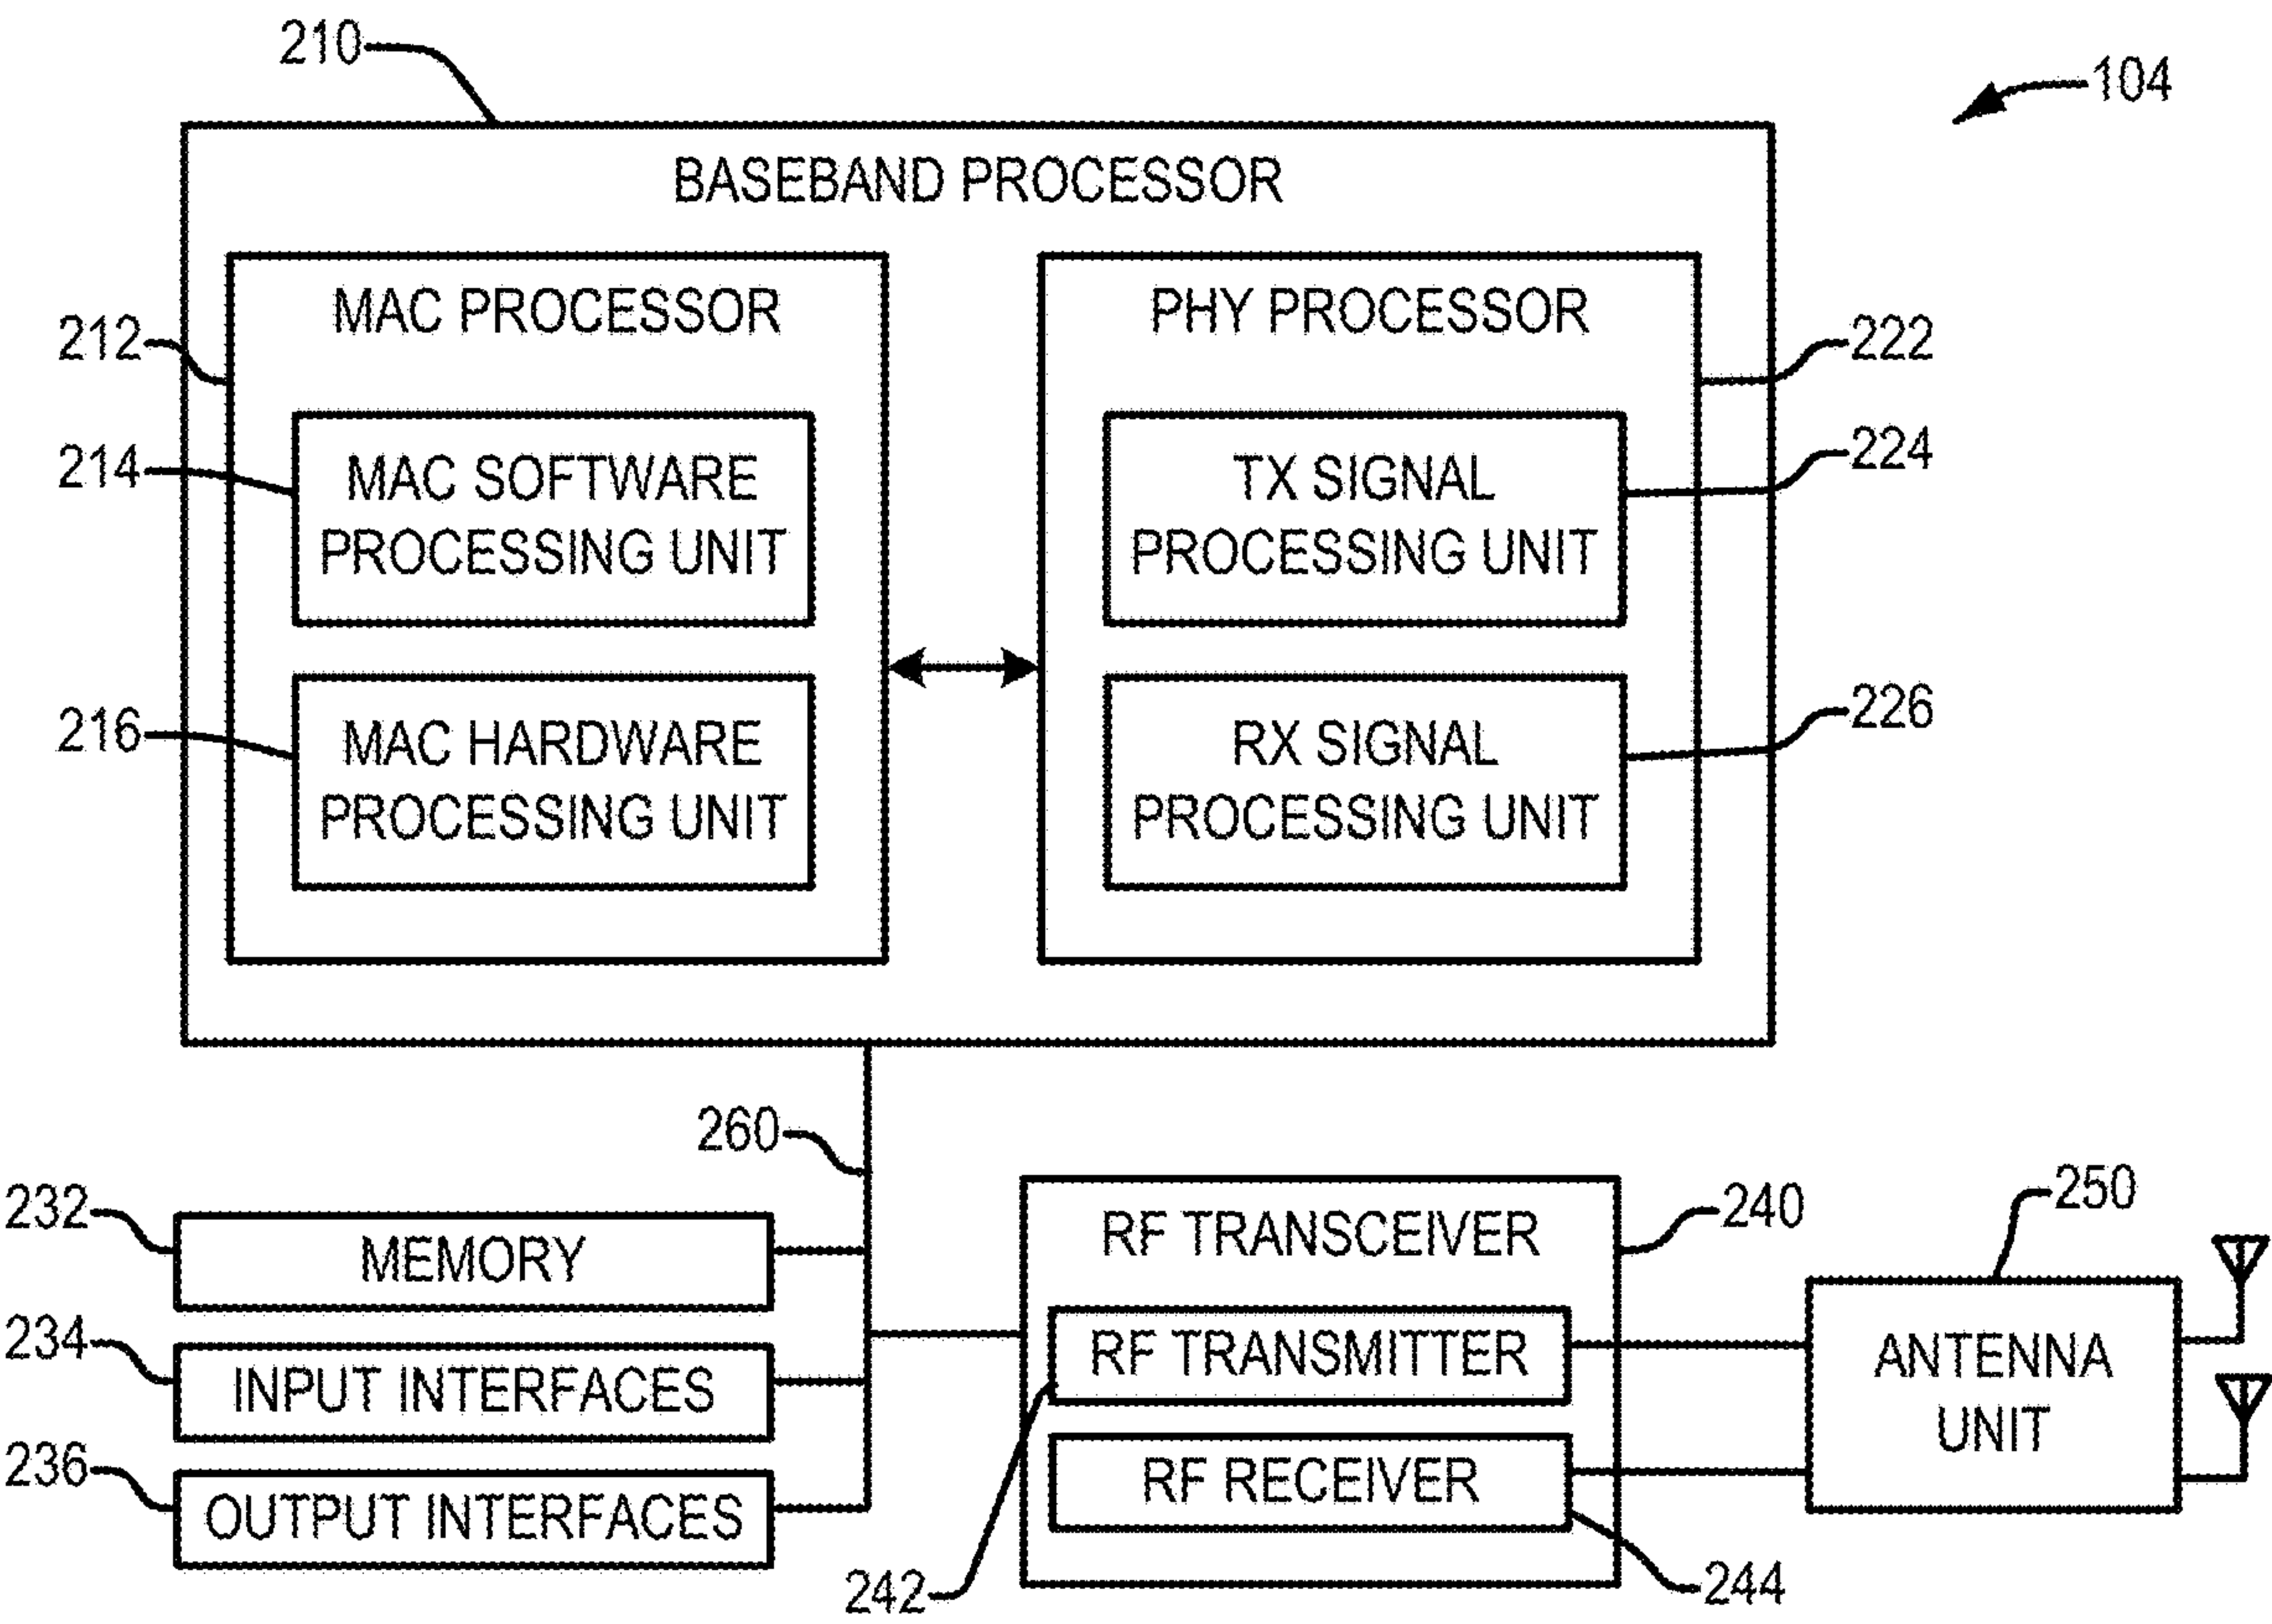 210
104
BASEBAND PROCESSOR
MAC PROCESSOR
PHY PROCESSOR
212
222
214
MAC SOFTWARE
PROCESSING UNIT
TX SIGNAL
PROCESSING UNIT
224
216
MAC HARDWARE
PROCESSING UNIT
RX SIGNAL
PROCESSING UNIT
226
260
232
MEMORY
234
INPUT INTERFACES
236
OUTPUT INTERFACES
RF TRANSCEIVER
240
RF TRANSMITTER
RF RECEIVER
242
244
250
ANTENNA
UNIT